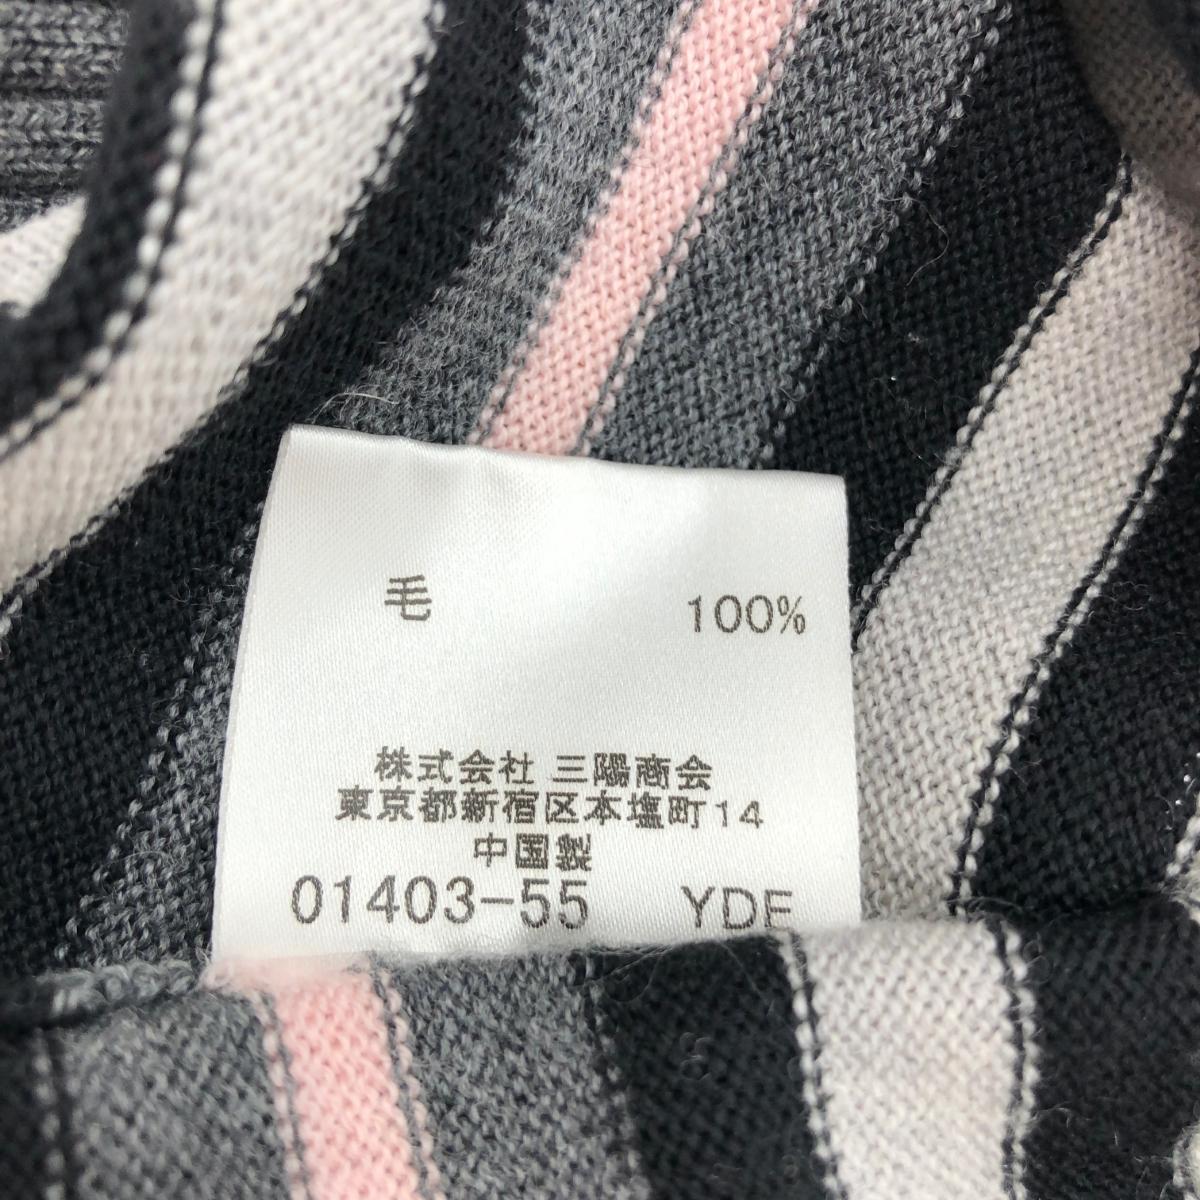 毛 100%
株式会社 三陽商会
東京都新宿区本塩町14
中国製
01403-55 YDE